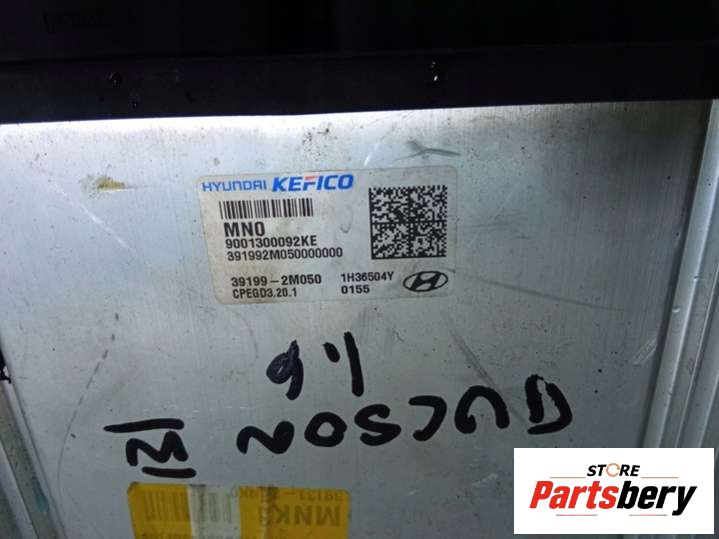 HYUNDAI KEFICO
MN0
9001300092KE
391992M050000000
39199-2M050 1H36504Y
CPEGD3.20.1 0155
1.6
Tucson III
STORE
Partsbery